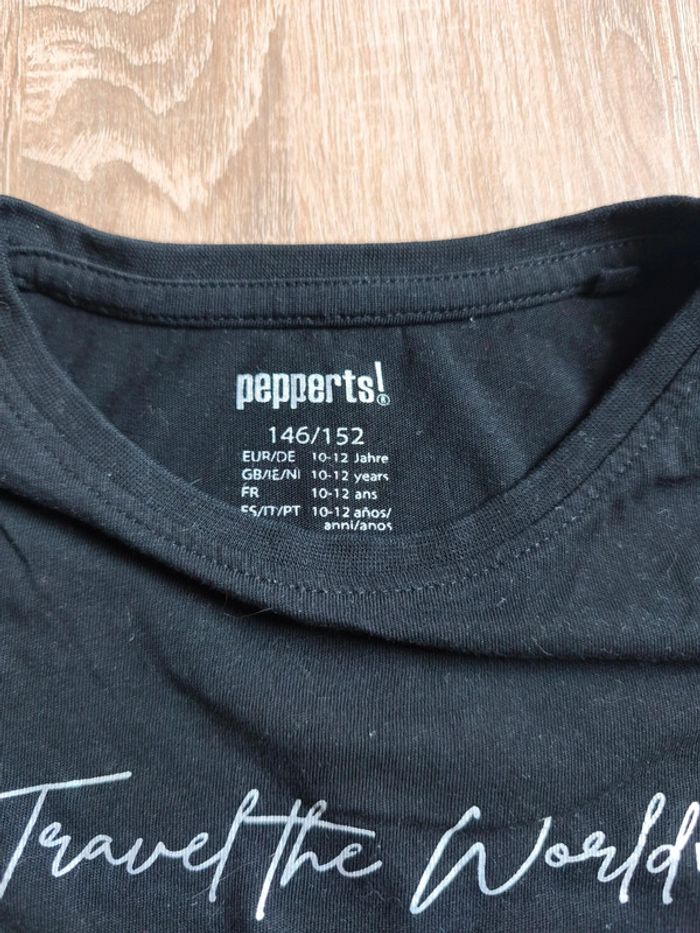 pepperts!®
146/152
EUR/DE 10-12 Jahre
GB/IE/NI 10-12 years
FR 10-12 ans
ES/IT/PT 10-12 años/
anni/anos
Travel the World